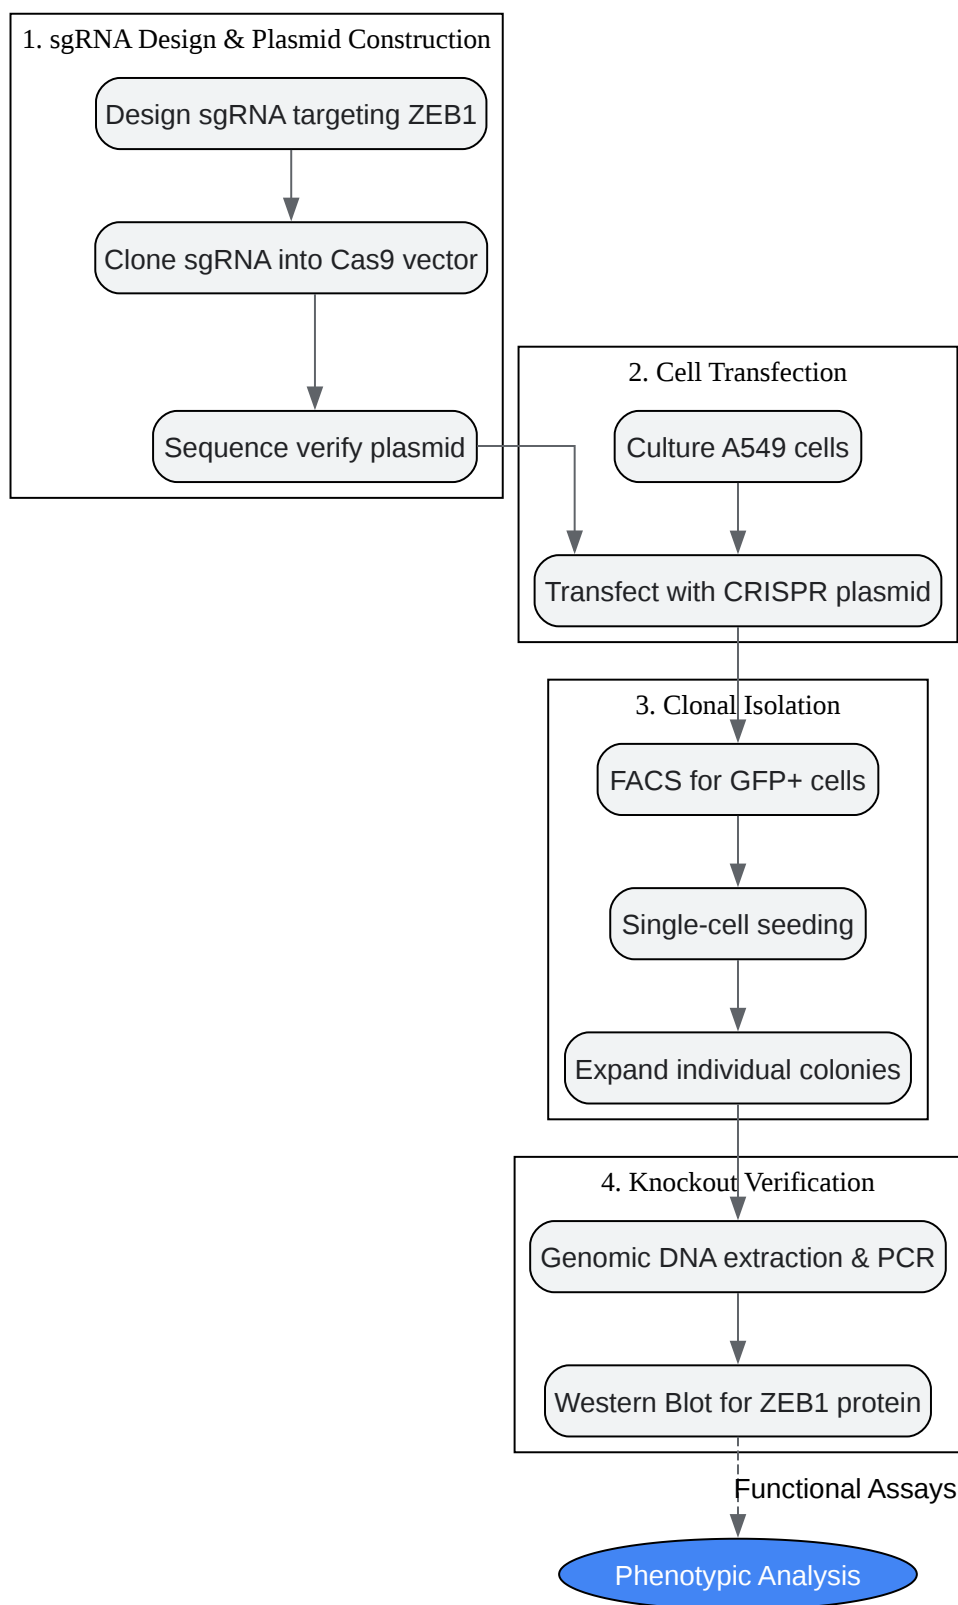 1. sgRNA Design & Plasmid Construction
Design sgRNA targeting ZEB1
Clone sgRNA into Cas9 vector
Sequence verify plasmid
2. Cell Transfection
Culture A549 cells
Transfect with CRISPR plasmid
3. Clonal Isolation
FACS for GFP+ cells
Single-cell seeding
Expand individual colonies
4. Knockout Verification
Genomic DNA extraction & PCR
Western Blot for ZEB1 protein
Functional Assays
Phenotypic Analysis